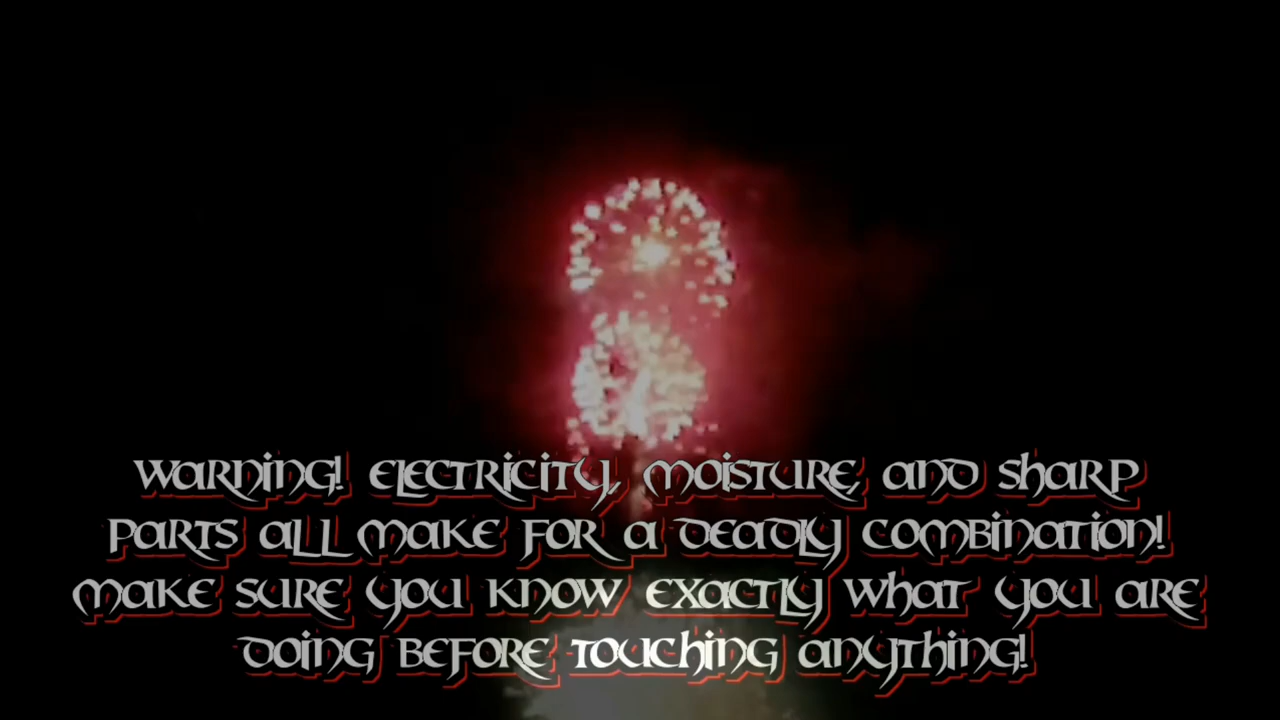 Warning! Electricity, moisture, and sharp
parts all make for a deadly combination!
Make sure you know exactly what you are
doing before touching anything!